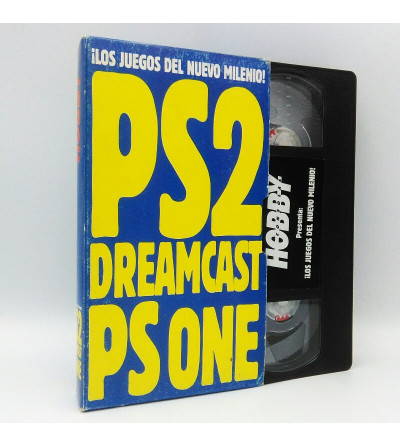 ¡LOS JUEGOS DEL NUEVO MILENIO!
PS2
DREAMCAST
PS ONE
HOBBY
Presenta:
¡LOS JUEGOS DEL NUEVO MILENIO!